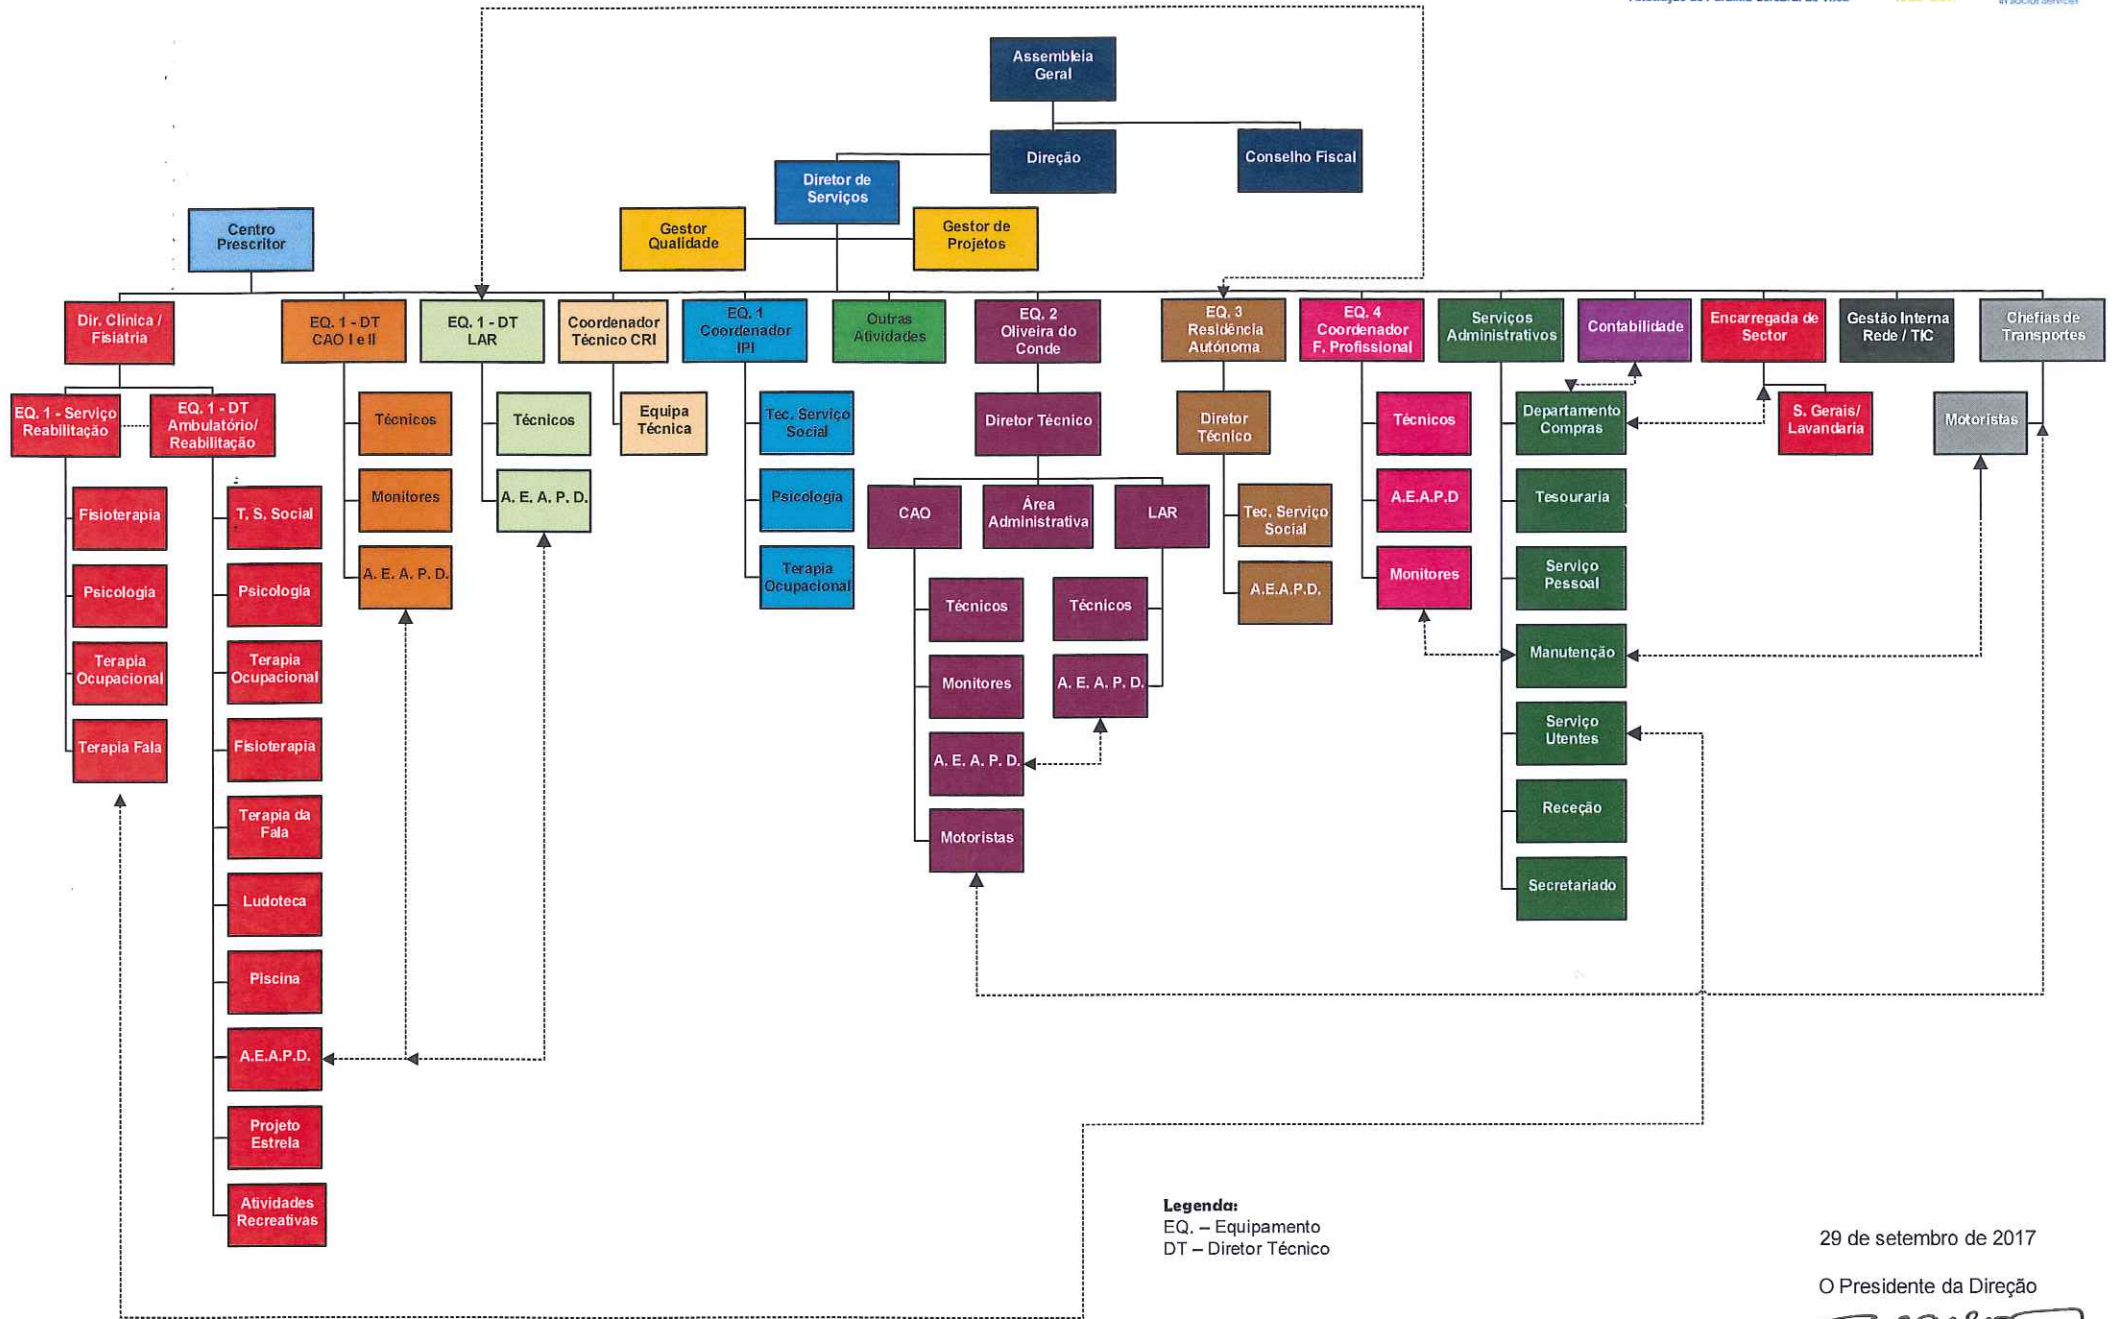 Assembleia
Geral
Direção
Conselho Fiscal
Diretor de
Serviços
Centro
Prescritor
Gestor
Qualidade
Gestor de
Projetos
Dir. Clínica /
Fisiatria
EQ. 1 - DT
CAO I e II
EQ. 1 - DT
LAR
Coordenador
Técnico CRI
EQ. 1
Coordenador
IPI
Outras
Atividades
EQ. 2
Oliveira do
Conde
EQ. 3
Residência
Autónoma
EQ. 4
Coordenador
F. Profissional
Serviços
Administrativos
Contabilidade
Encarregada de
Sector
Gestão Interna
Rede / TIC
Chefias de
Transportes
EQ. 1 - Serviço
Reabilitação
EQ. 1 - DT
Ambulatório/
Reabilitação
Fisioterapia
Psicologia
Terapia
Ocupacional
Terapia Fala
T. S. Social
Psicologia
Terapia
Ocupacional
Fisioterapia
Terapia da
Fala
Ludoteca
Piscina
A.E.A.P.D.
Projeto
Estrela
Atividades
Recreativas
Técnicos
Monitores
A. E. A. P. D.
Técnicos
A. E. A. P. D.
Equipa
Técnica
Tec. Serviço
Social
Psicologia
Terapia
Ocupacional
Diretor Técnico
CAO
Área
Administrativa
LAR
Técnicos
Monitores
A. E. A. P. D.
Motoristas
Técnicos
A. E. A. P. D.
Diretor
Técnico
Tec. Serviço
Social
A.E.A.P.D.
Técnicos
A.E.A.P.D
Monitores
Departamento
Compras
Tesouraria
Serviço
Pessoal
Manutenção
Serviço
Utentes
Receção
Secretariado
S. Gerais/
Lavandaria
Motoristas
Legenda:
EQ. – Equipamento
DT – Diretor Técnico
29 de setembro de 2017
O Presidente da Direção